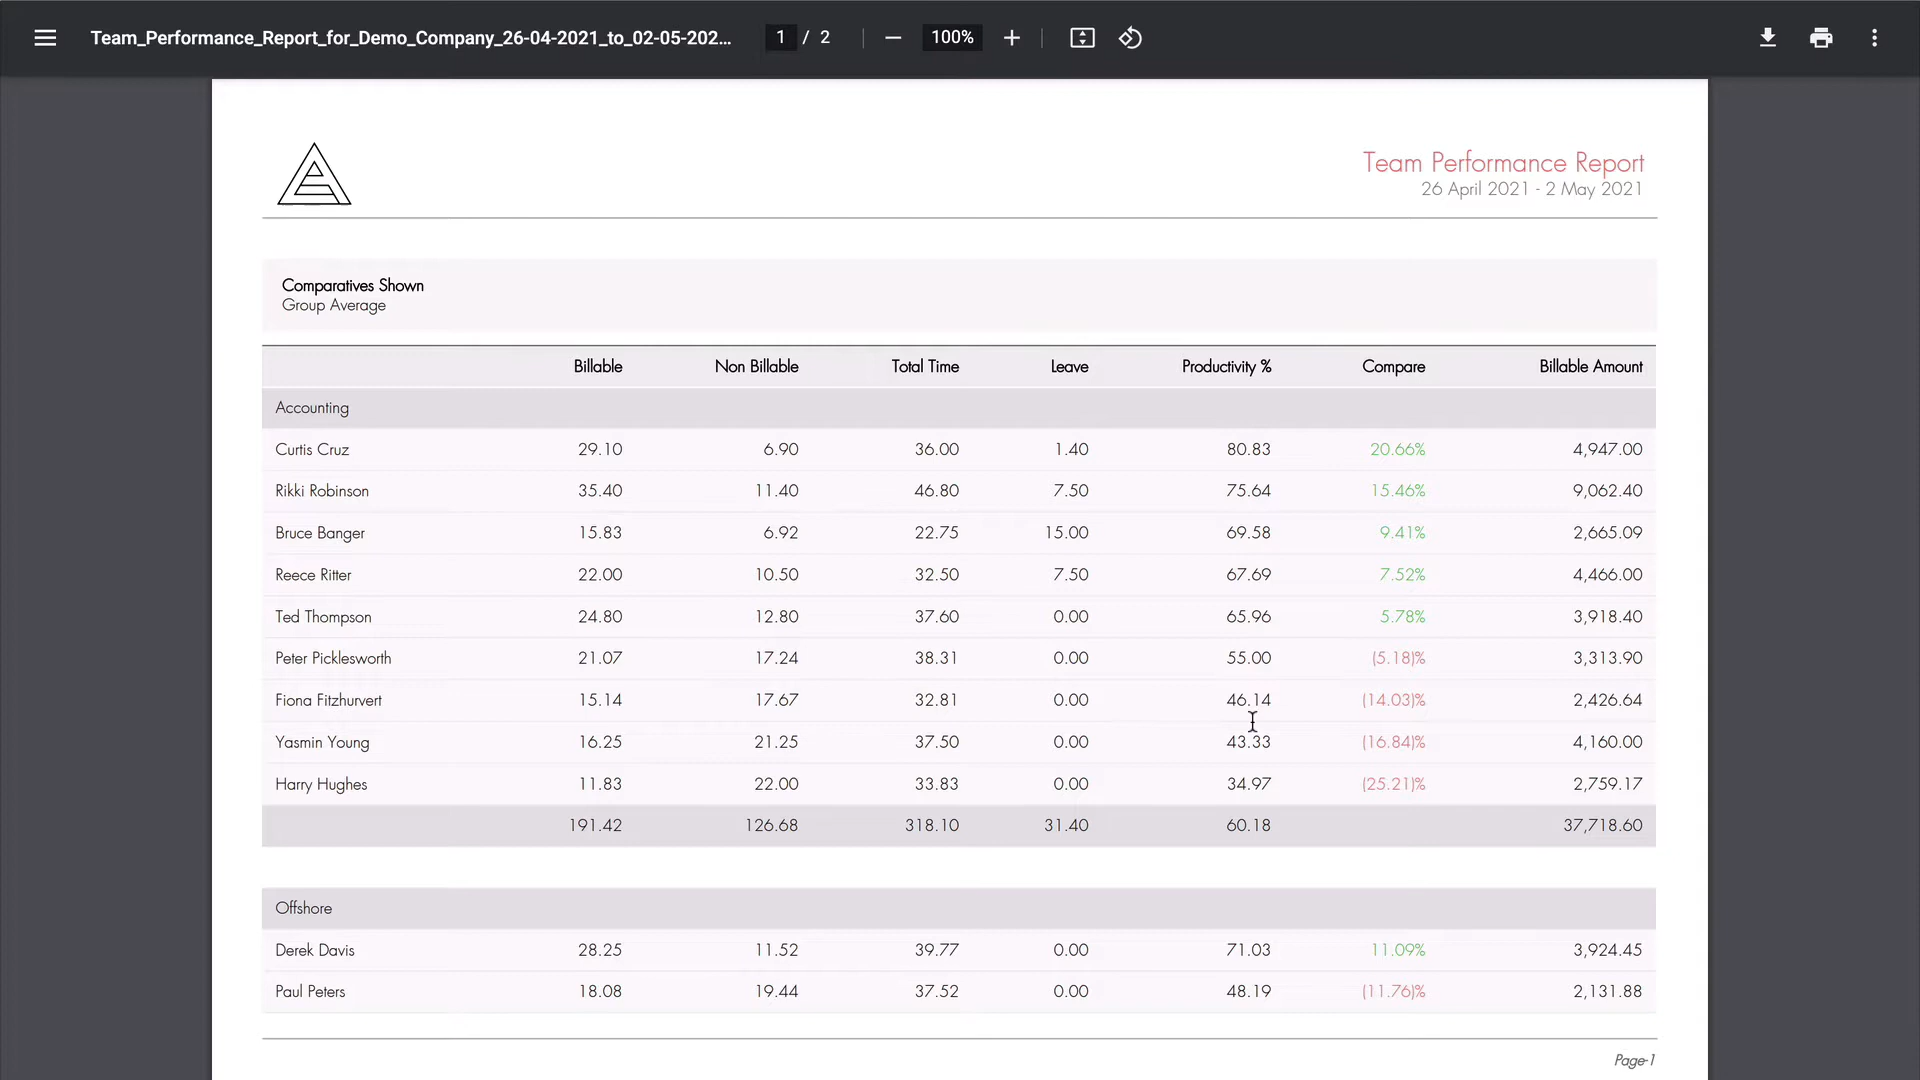 Team_Performance_Report_for_Demo_Company_26-04-2021_to_02-05-202... 1 / 2 100%
Team Performance Report
26 April 2021 - 2 May 2021
Comparatives Shown
Group Average
Billable Non Billable Total Time Leave Productivity % Compare Billable Amount
Accounting
Curtis Cruz 29.10 6.90 36.00 1.40 80.83 20.66% 4,947.00
Rikki Robinson 35.40 11.40 46.80 7.50 75.64 15.46% 9,062.40
Bruce Banger 15.83 6.92 22.75 15.00 69.58 9.41% 2,665.09
Reece Ritter 22.00 10.50 32.50 7.50 67.69 7.52% 4,466.00
Ted Thompson 24.80 12.80 37.60 0.00 65.96 5.78% 3,918.40
Peter Picklesworth 21.07 17.24 38.31 0.00 55.00 (5.18)% 3,313.90
Fiona Fitzhurvert 15.14 17.67 32.81 0.00 46.14 (14.03)% 2,426.64
Yasmin Young 16.25 21.25 37.50 0.00 43.33 (16.84)% 4,160.00
Harry Hughes 11.83 22.00 33.83 0.00 34.97 (25.21)% 2,759.17
191.42 126.68 318.10 31.40 60.18 37,718.60
Offshore
Derek Davis 28.25 11.52 39.77 0.00 71.03 11.09% 3,924.45
Paul Peters 18.08 19.44 37.52 0.00 48.19 (11.76)% 2,131.88
Page-1